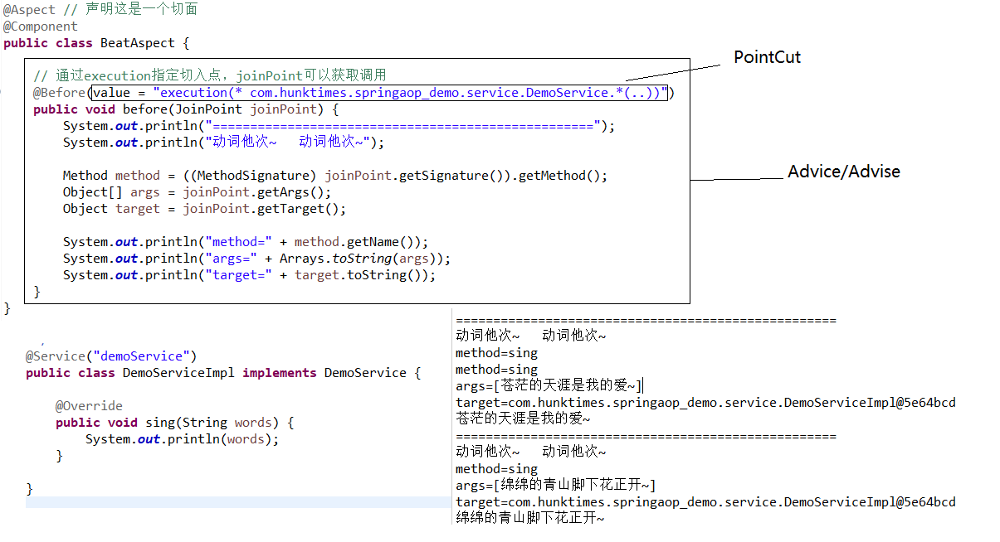 @Aspect // 声明这是一个切面
@Component
public class BeatAspect {
// 通过execution指定切入点，joinPoint可以获取调用
@Before(value = "execution(* com.hunktimes.springaop_demo.service.DemoService.*(..))")
public void before(JoinPoint joinPoint) {
System.out.println("===================================================");
System.out.println("动词他次~   动词他次~");
Method method = ((MethodSignature) joinPoint.getSignature()).getMethod();
Object[] args = joinPoint.getArgs();
Object target = joinPoint.getTarget();
System.out.println("method=" + method.getName());
System.out.println("args=" + Arrays.toString(args));
System.out.println("target=" + target.toString());
}
}
PointCut
Advice/Advise
@Service("demoService")
public class DemoServiceImpl implements DemoService {
@Override
public void sing(String words) {
System.out.println(words);
}
}
===================================================
动词他次~   动词他次~
method=sing
method=sing
args=[苍茫的天涯是我的爱~]
target=com.hunktimes.springaop_demo.service.DemoServiceImpl@5e64bcd
苍茫的天涯是我的爱~
===================================================
动词他次~   动词他次~
method=sing
args=[绵绵的青山脚下花正开~]
target=com.hunktimes.springaop_demo.service.DemoServiceImpl@5e64bcd
绵绵的青山脚下花正开~